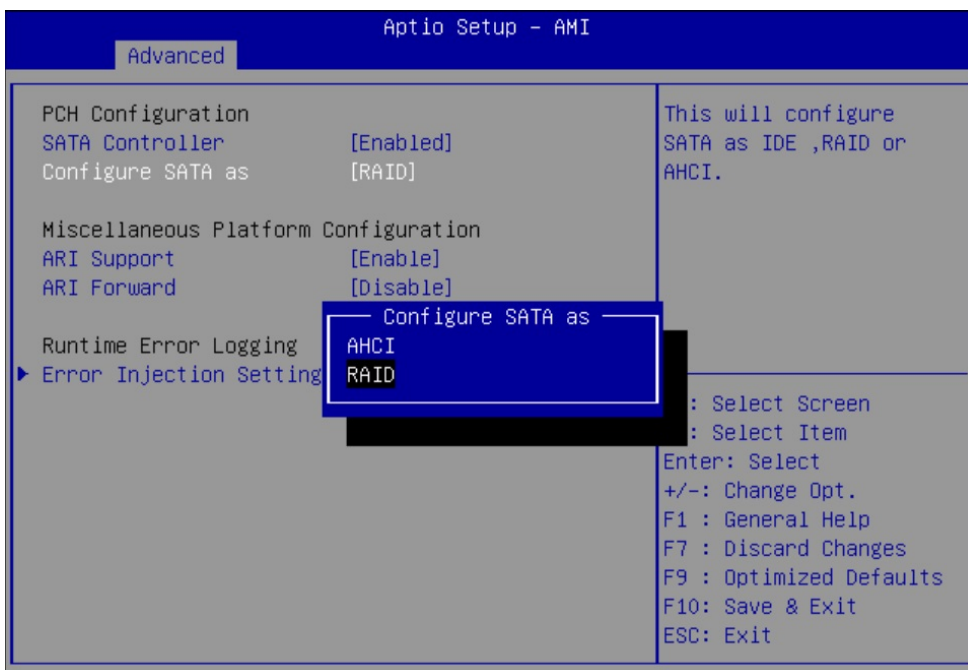 Aptio Setup – AMI
Advanced
PCH Configuration
SATA Controller [Enabled]
Configure SATA as [RAID]
Miscellaneous Platform Configuration
ARI Support [Enable]
ARI Forward [Disable]
Runtime Error Logging
Error Injection Setting
Configure SATA as
AHCI
RAID
This will configure
SATA as IDE ,RAID or
AHCI.
: Select Screen
: Select Item
Enter: Select
+/-: Change Opt.
F1 : General Help
F7 : Discard Changes
F9 : Optimized Defaults
F10: Save & Exit
ESC: Exit